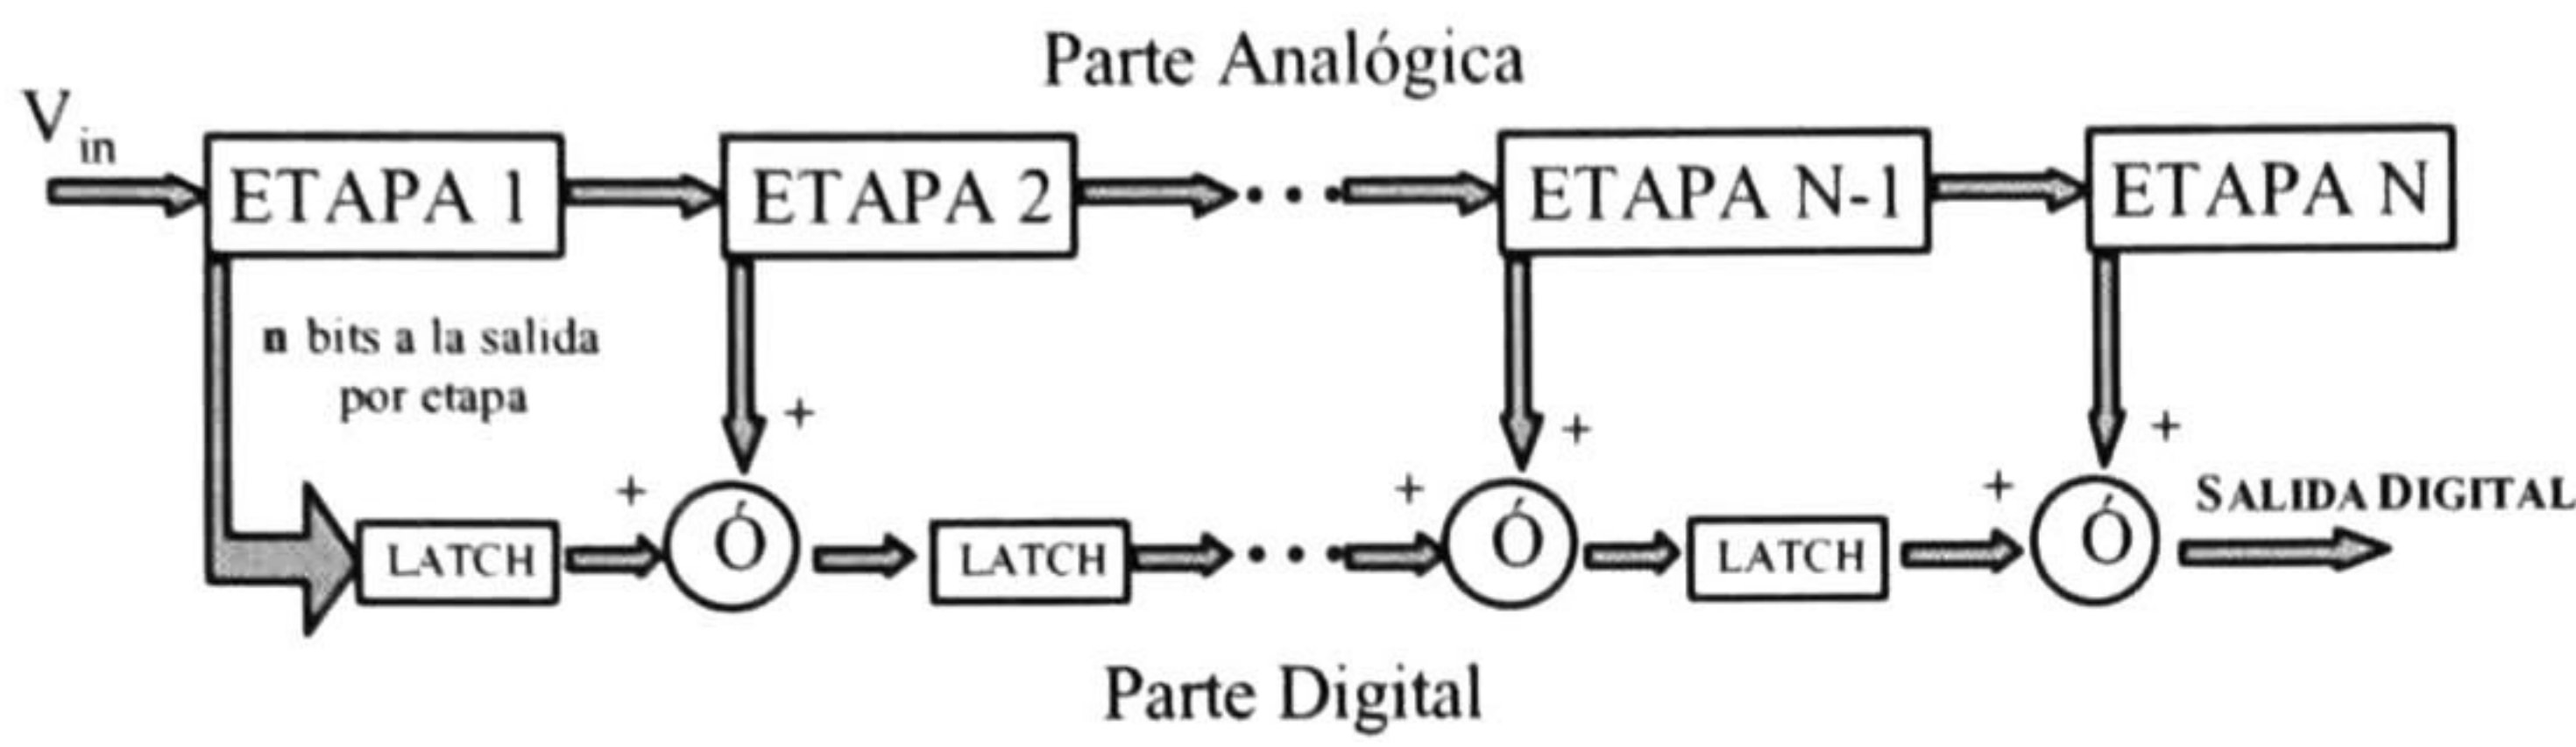 Parte Analógica
V in
ETAPA 1
ETAPA 2
ETAPA N-1
ETAPA N
n bits a la salida
por etapa
+
+
+
+
+
+
SALIDA DIGITAL
LATCH
Ó
LATCH
Ó
LATCH
Ó
Parte Digital